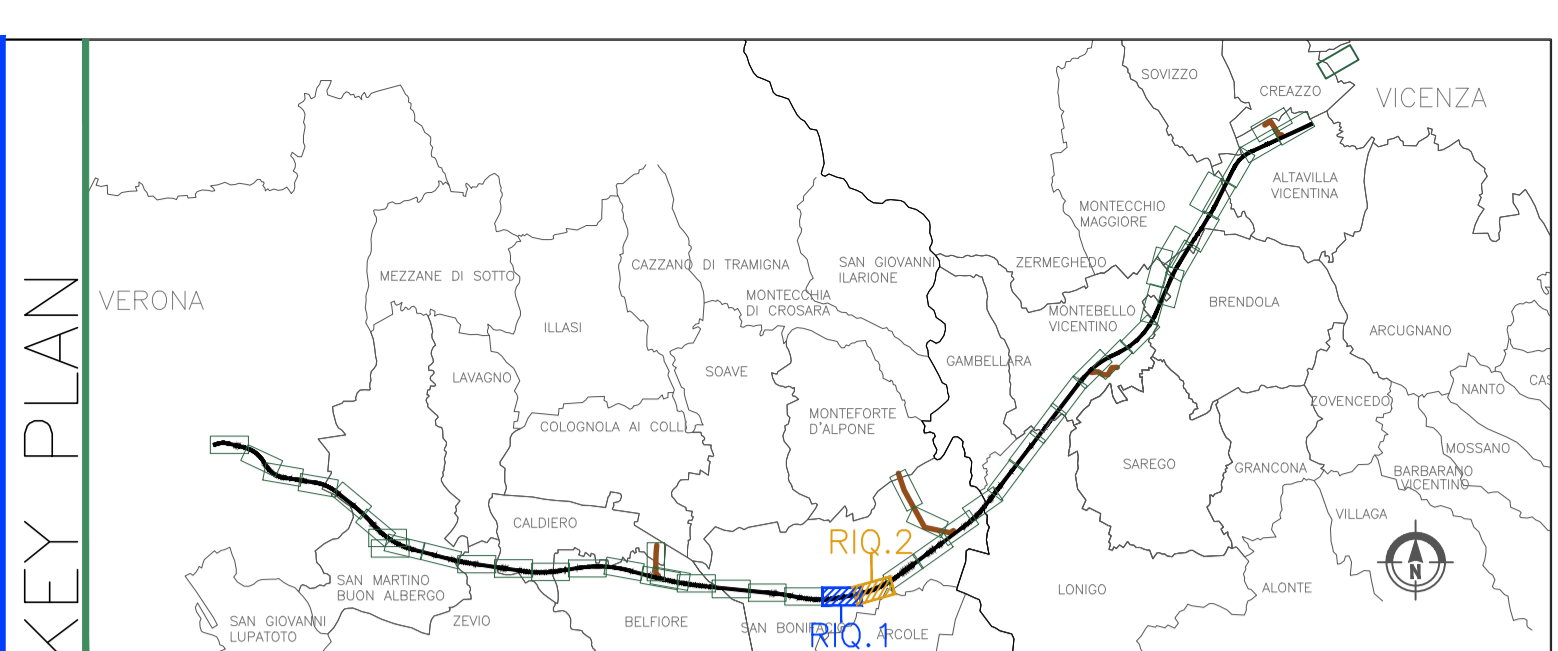 KEY PLAN
SOVIZZO
CREAZZO
VICENZA
ALTAVILLA
VICENTINA
MONTECCHIO
MAGGIORE
MEZZANE DI SOTTO
CAZZANO DI TRAMIGNA
SAN GIOVANNI
ILARIONE
ZERMEGHEDO
VERONA
MONTECCHIA
DI CROSARA
BRENDOLA
MONTEBELLO
VICENTINO
ILLASI
ARCUGNANO
GAMBELLARA
LAVAGNO
SOAVE
NANTO
CAS
ZOVENCEDO
MONTEFORTE
D'ALPONE
COLOGNOLA AI COLLI
MOSSANO
SAREGO
GRANCONA
BARBARANO
VICENTINO
VILLAGA
CALDIERO
RIQ.2
N
SAN MARTINO
BUON ALBERGO
LONIGO
ALONTE
SAN GIOVANNI
LUPATOTO
ZEVIO
BELFIORE
SAN BONIFACIO
RIQ.1
ARCOLE